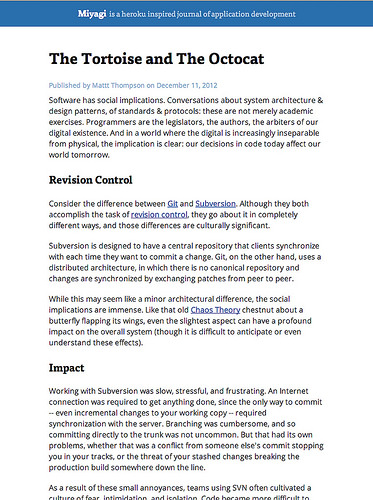 Miyagi is a heroku inspired journal of application development
The Tortoise and The Octocat
Published by Mattt Thompson on December 11, 2012
Software has social implications. Conversations about system architecture &
design patterns, of standards & protocols: these are not merely academic
exercises. Programmers are the legislators, the authors, the arbiters of our
digital existence. And in a world where the digital is increasingly inseparable
from physical, the implication is clear: our decisions in code today affect our
world tomorrow.
Revision Control
Consider the difference between Git and Subversion. Although they both
accomplish the task of revision control, they go about it in completely
different ways, and those differences are culturally significant.
Subversion is designed to have a central repository that clients synchronize
with each time they want to commit a change. Git, on the other hand, uses a
distributed architecture, in which there is no canonical repository and
changes are synchronized by exchanging patches from peer to peer.
While this may seem like a minor architectural difference, the social
implications are immense. Like that old Chaos Theory chestnut about a
butterfly flapping its wings, even the slightest aspect can have a profound
impact on the overall system (though it is difficult to anticipate or even
understand these effects).
Impact
Working with Subversion was slow, stressful, and frustrating. An Internet
connection was required to get anything done, since the only way to commit
-- even incremental changes to your working copy -- required
synchronization with the server. Branching was cumbersome, and so
committing directly to the trunk was not uncommon. But that had its own
problems, whether that was a conflict from someone else's commit stopping
you in your tracks, or the threat of your stashed changes breaking the
production build somewhere down the line.
As a result of these small annoyances, teams using SVN often cultivated a
culture of fear, intimidation, and isolation. Code became more difficult to